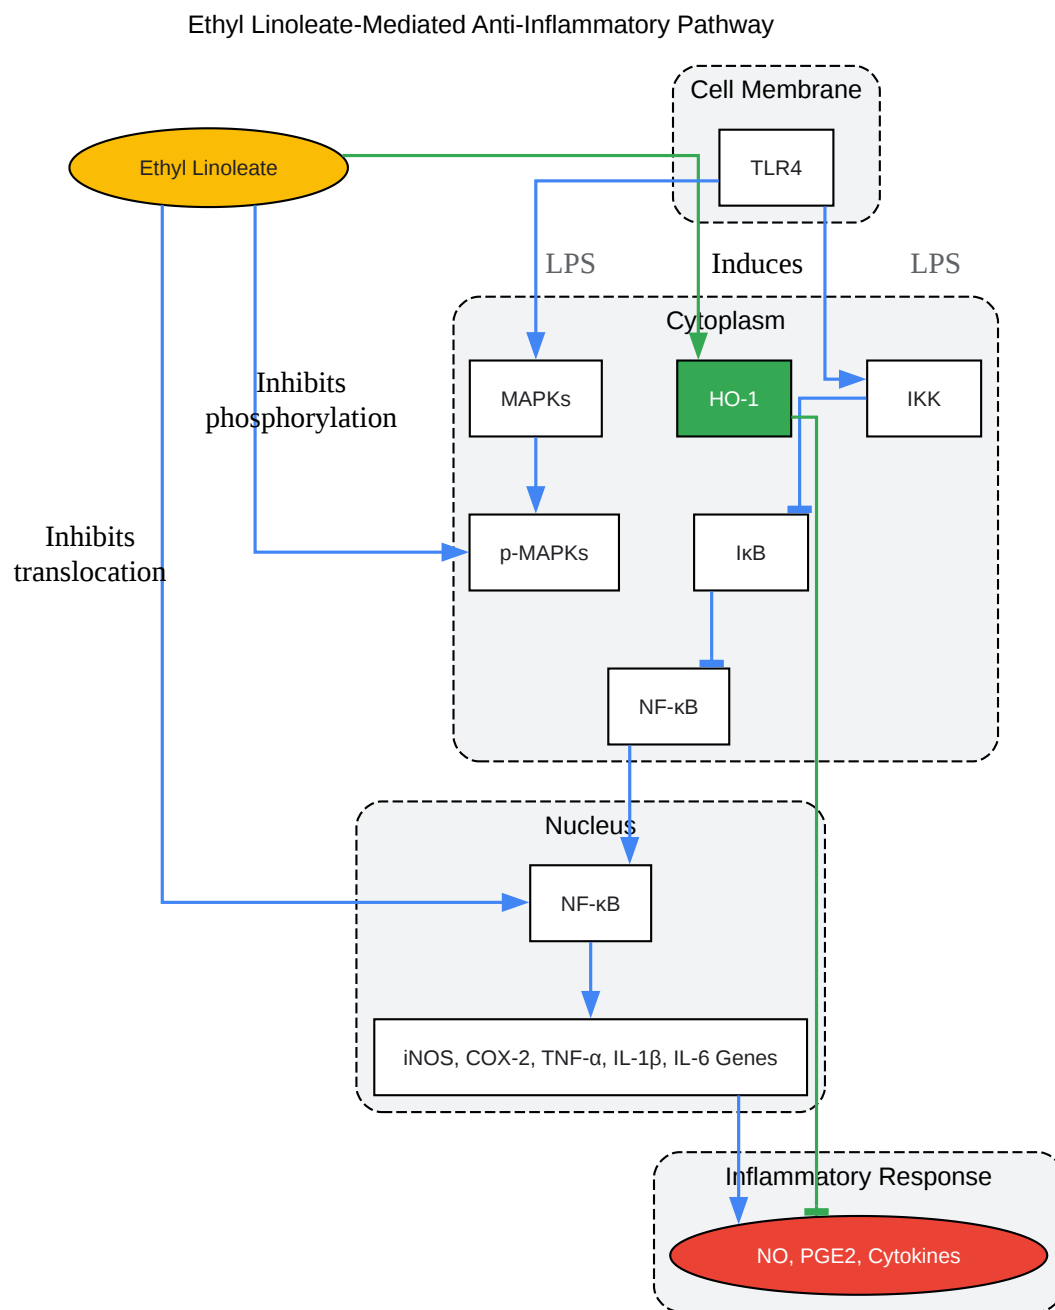 Ethyl Linoleate-Mediated Anti-Inflammatory Pathway
Cell Membrane
Ethyl Linoleate
TLR4
LPS
Induces
LPS
Cytoplasm
Inhibits
phosphorylation
MAPKs
HO-1
IKK
Inhibits
translocation
p-MAPKs
IκB
NF-κB
Nucleus
NF-κB
iNOS, COX-2, TNF-α, IL-1β, IL-6 Genes
Inflammatory Response
NO, PGE2, Cytokines